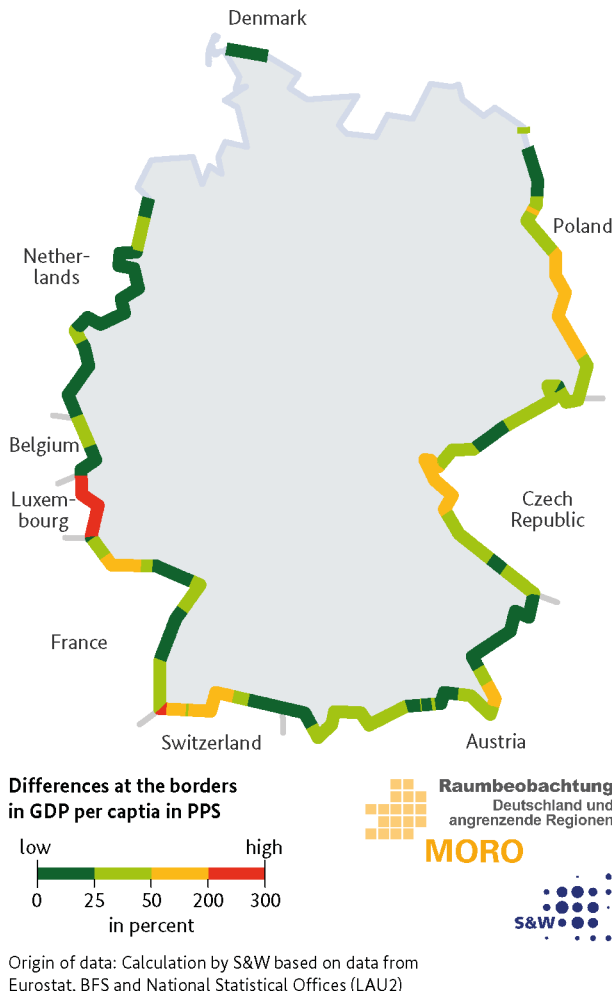 Denmark
Poland
Nether-
lands
Belgium
Luxem-
bourg
Czech
Republic
France
Switzerland
Austria
Differences at the borders
in GDP per captia in PPS
low high
0 25 50 200 300
in percent
Raumbeobachtung
Deutschland und
angrenzende Regionen
MORO
S&W
Origin of data: Calculation by S&W based on data from
Eurostat, BFS and National Statistical Offices (LAU2)